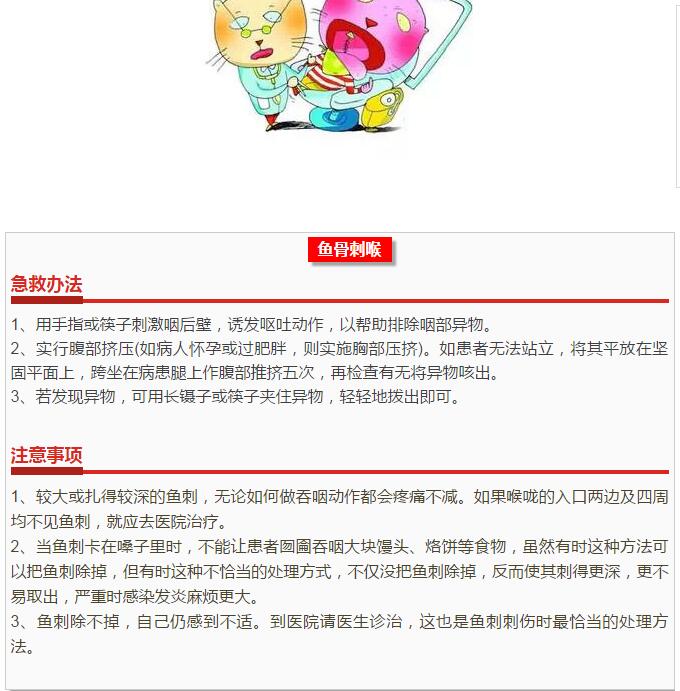 鱼骨刺喉
急救办法
1、用手指或筷子刺激咽后壁，诱发呕吐动作，以帮助排除咽部异物。
2、实行腹部挤压(如病人怀孕或过肥胖，则实施胸部压挤)。如患者无法站立，将其平放在坚
固平面上，跨坐在病患腿上作腹部推挤五次，再检查有无将异物咳出。
3、若发现异物，可用长镊子或筷子夹住异物，轻轻地拨出即可。
注意事项
1、较大或扎得较深的鱼刺，无论如何做吞咽动作都会疼痛不减。如果喉咙的入口两边及四周
均不见鱼刺，就应去医院治疗。
2、当鱼刺卡在嗓子里时，不能让患者囫囵吞咽大块馒头、烙饼等食物，虽然有时这种方法可
以把鱼刺除掉，但有时这种不恰当的处理方式，不仅没把鱼刺除掉，反而使其刺得更深，更不
易取出，严重时感染发炎麻烦更大。
3、鱼刺除不掉，自己仍感到不适。到医院请医生诊治，这也是鱼刺刺伤时最恰当的处理方
法。